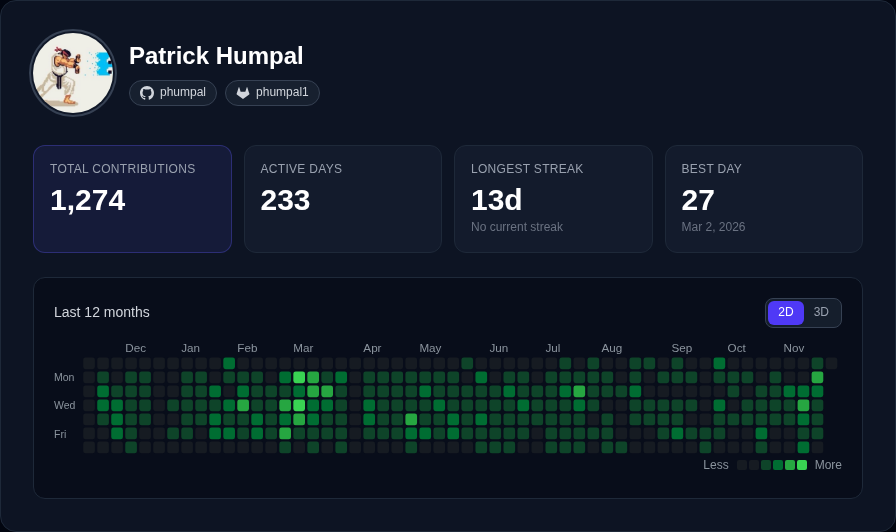 Patrick Humpal
phumpal phumpal1
TOTAL CONTRIBUTIONS
1,274
ACTIVE DAYS
233
LONGEST STREAK
13d
No current streak
BEST DAY
27
Mar 2, 2026
Last 12 months
2D 3D
Dec Jan Feb Mar Apr May Jun Jul Aug Sep Oct Nov
Mon
Wed
Fri
Less More